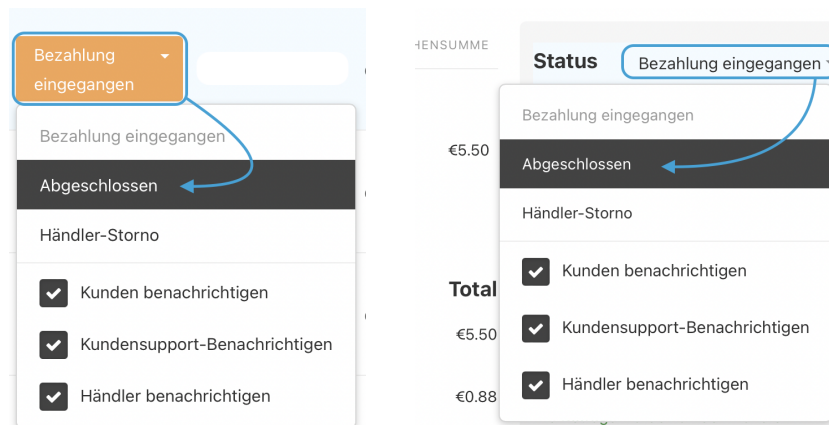 Bezahlung
eingegangen
Bezahlung eingegangen
Abgeschlossen
Händler-Storno
Kunden benachrichtigen
Kundensupport-Benachrichtigen
Händler benachrichtigen
HENSUMME
Status
Bezahlung eingegangen
Bezahlung eingegangen
€5.50
Abgeschlossen
Händler-Storno
Kunden benachrichtigen
Total
Kundensupport-Benachrichtigen
€5.50
Händler benachrichtigen
€0.88